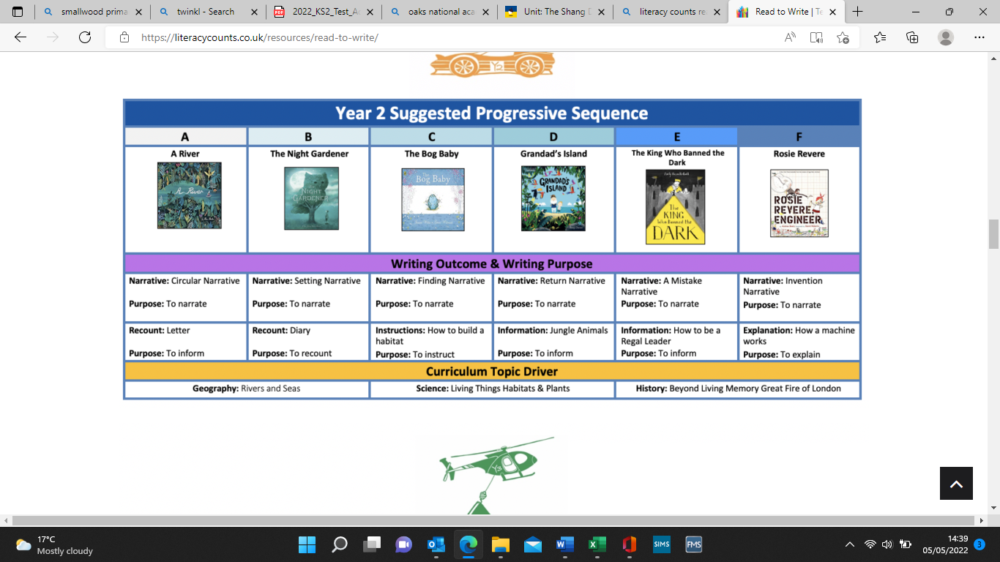 smallwood prima
twinkl - Search
2022_KS2_Test_Ac
oaks national aca
Unit: The Shang D
literacy counts re
Read to Write | Te
https://literacycounts.co.uk/resources/read-to-write/
Y2
Year 2 Suggested Progressive Sequence
A B C D E F
A River
The Night Gardener
The Bog Baby
Grandad's Island
The King Who Banned the
Dark
Rosie Revere
A River
THE
NIGHT
GARDENER
The
Bog Baby
GRANDAD'S
ISLAND
The
KING
Who Banned the
DARK
ROSIE
REVERE,
ENGINEER
Writing Outcome & Writing Purpose
Narrative: Circular Narrative
Purpose: To narrate
Narrative: Setting Narrative
Purpose: To narrate
Narrative: Finding Narrative
Purpose: To narrate
Narrative: Return Narrative
Purpose: To narrate
Narrative: A Mistake
Narrative
Purpose: To narrate
Narrative: Invention
Narrative
Purpose: To narrate
Recount: Letter
Purpose: To inform
Recount: Diary
Purpose: To recount
Instructions: How to build a
habitat
Purpose: To instruct
Information: Jungle Animals
Purpose: To inform
Information: How to be a
Regal Leader
Purpose: To inform
Explanation: How a machine
works
Purpose: To explain
Curriculum Topic Driver
Geography: Rivers and Seas
Science: Living Things Habitats & Plants
History: Beyond Living Memory Great Fire of London
Y3
17°C
Mostly cloudy
SIMS
FMS
14:39
05/05/2022
3